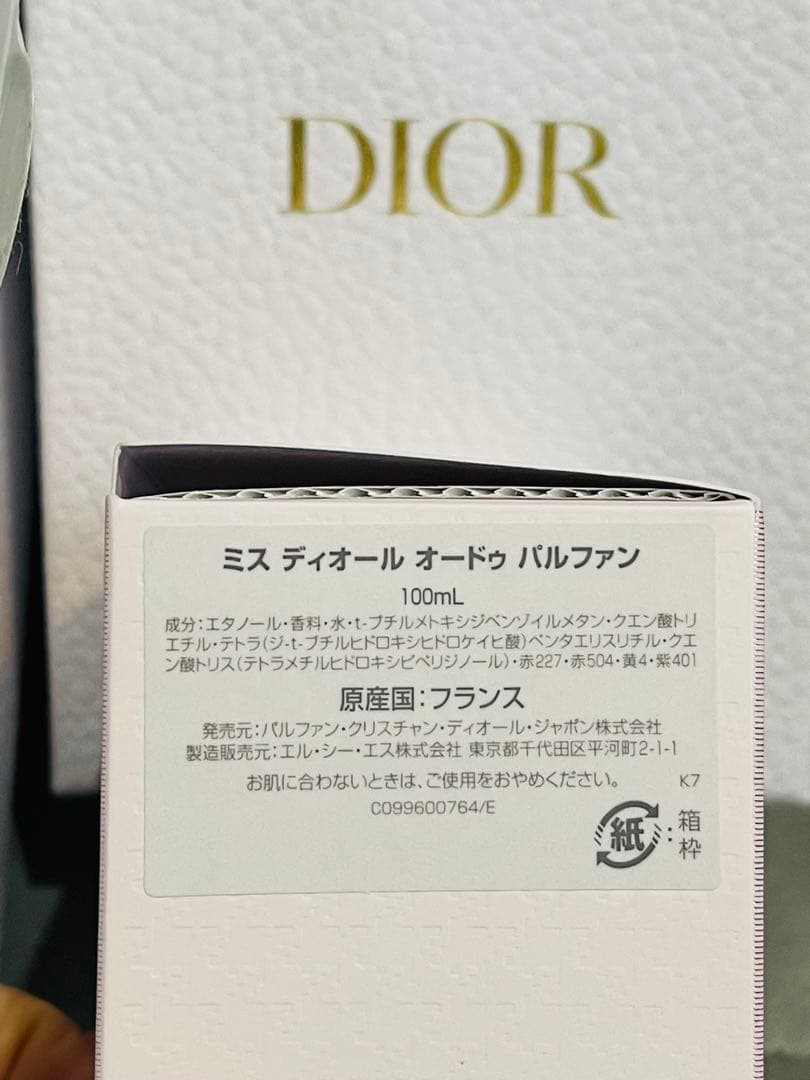 DIOR
ミス ディオール オードゥ パルファン
100mL
成分:エタノール・香料・水・t-ブチルメトキシジベンゾイルメタン・クエン酸トリ
エチル・テトラ(ジ-t-ブチルヒドロキシヒドロケイヒ酸)ペンタエリスリチル・クエ
ン酸トリス(テトラメチルヒドロキシピペリジノール)・赤227・赤504・黄4・紫401
原産国:フランス
発売元:パルファン・クリスチャン・ディオール・ジャポン株式会社
製造販売元:エル・シー・エス株式会社 東京都千代田区平河町2-1-1
お肌に合わないときは、ご使用をおやめください。 K7
C099600764/E
紙:箱
枠